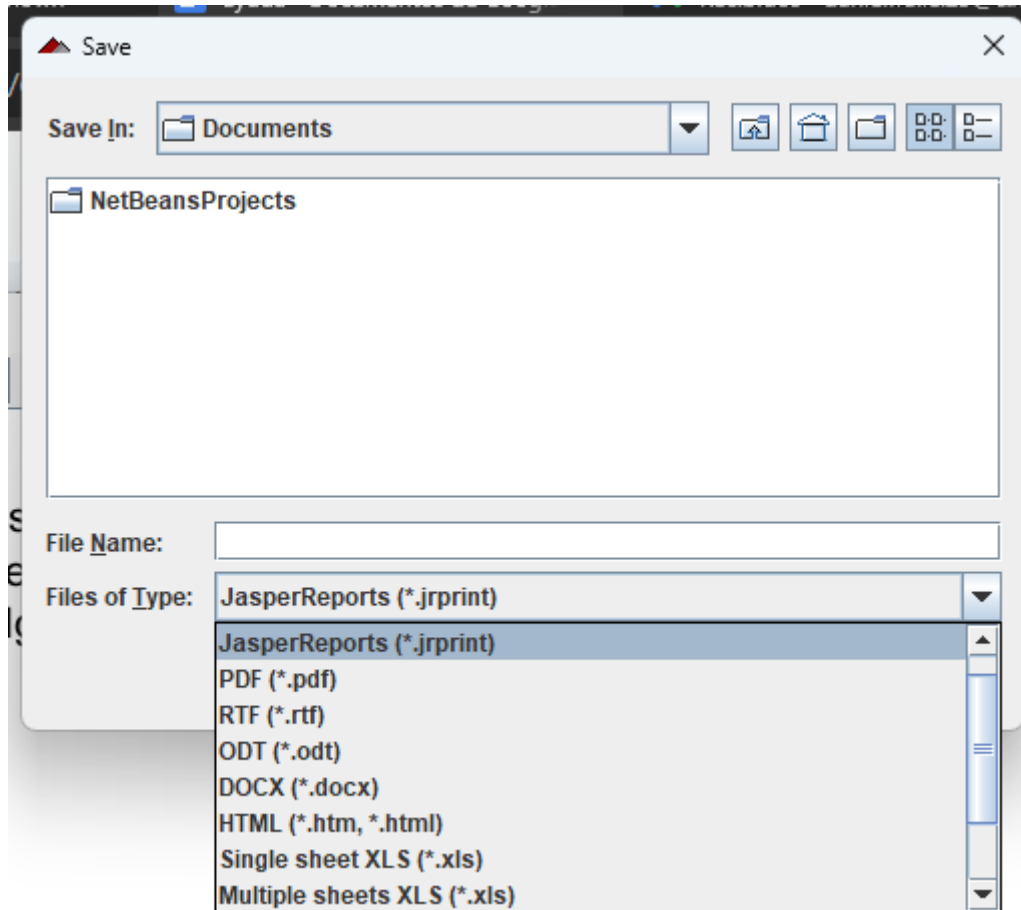 Save
Save In: Documents
NetBeansProjects
File Name:
Files of Type: JasperReports (*.jrprint)
JasperReports (*.jrprint)
PDF (*.pdf)
RTF (*.rtf)
ODT (*.odt)
DOCX (*.docx)
HTML (*.htm, *.html)
Single sheet XLS (*.xls)
Multiple sheets XLS (*.xls)